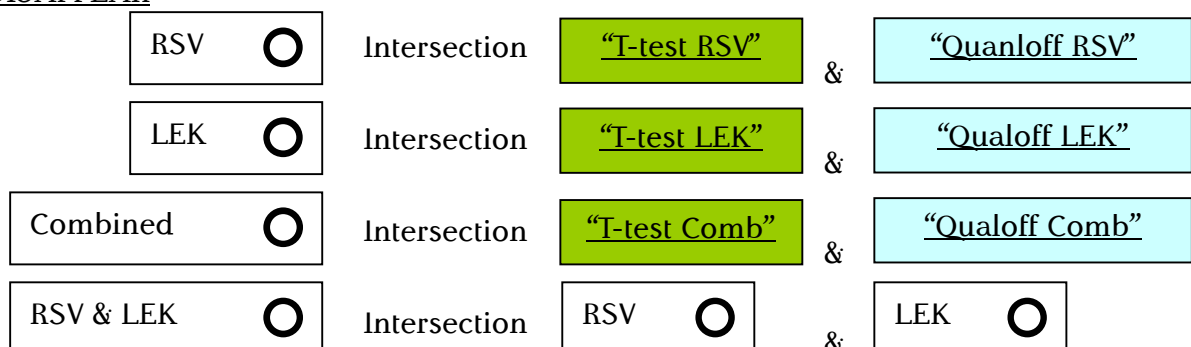 RSV Intersection "T-test RSV" & "Quanloff RSV"
LEK Intersection "T-test LEK" & "Qualoff LEK"
Combined Intersection "T-test Comb" & "Qualoff Comb"
RSV & LEK Intersection RSV & LEK